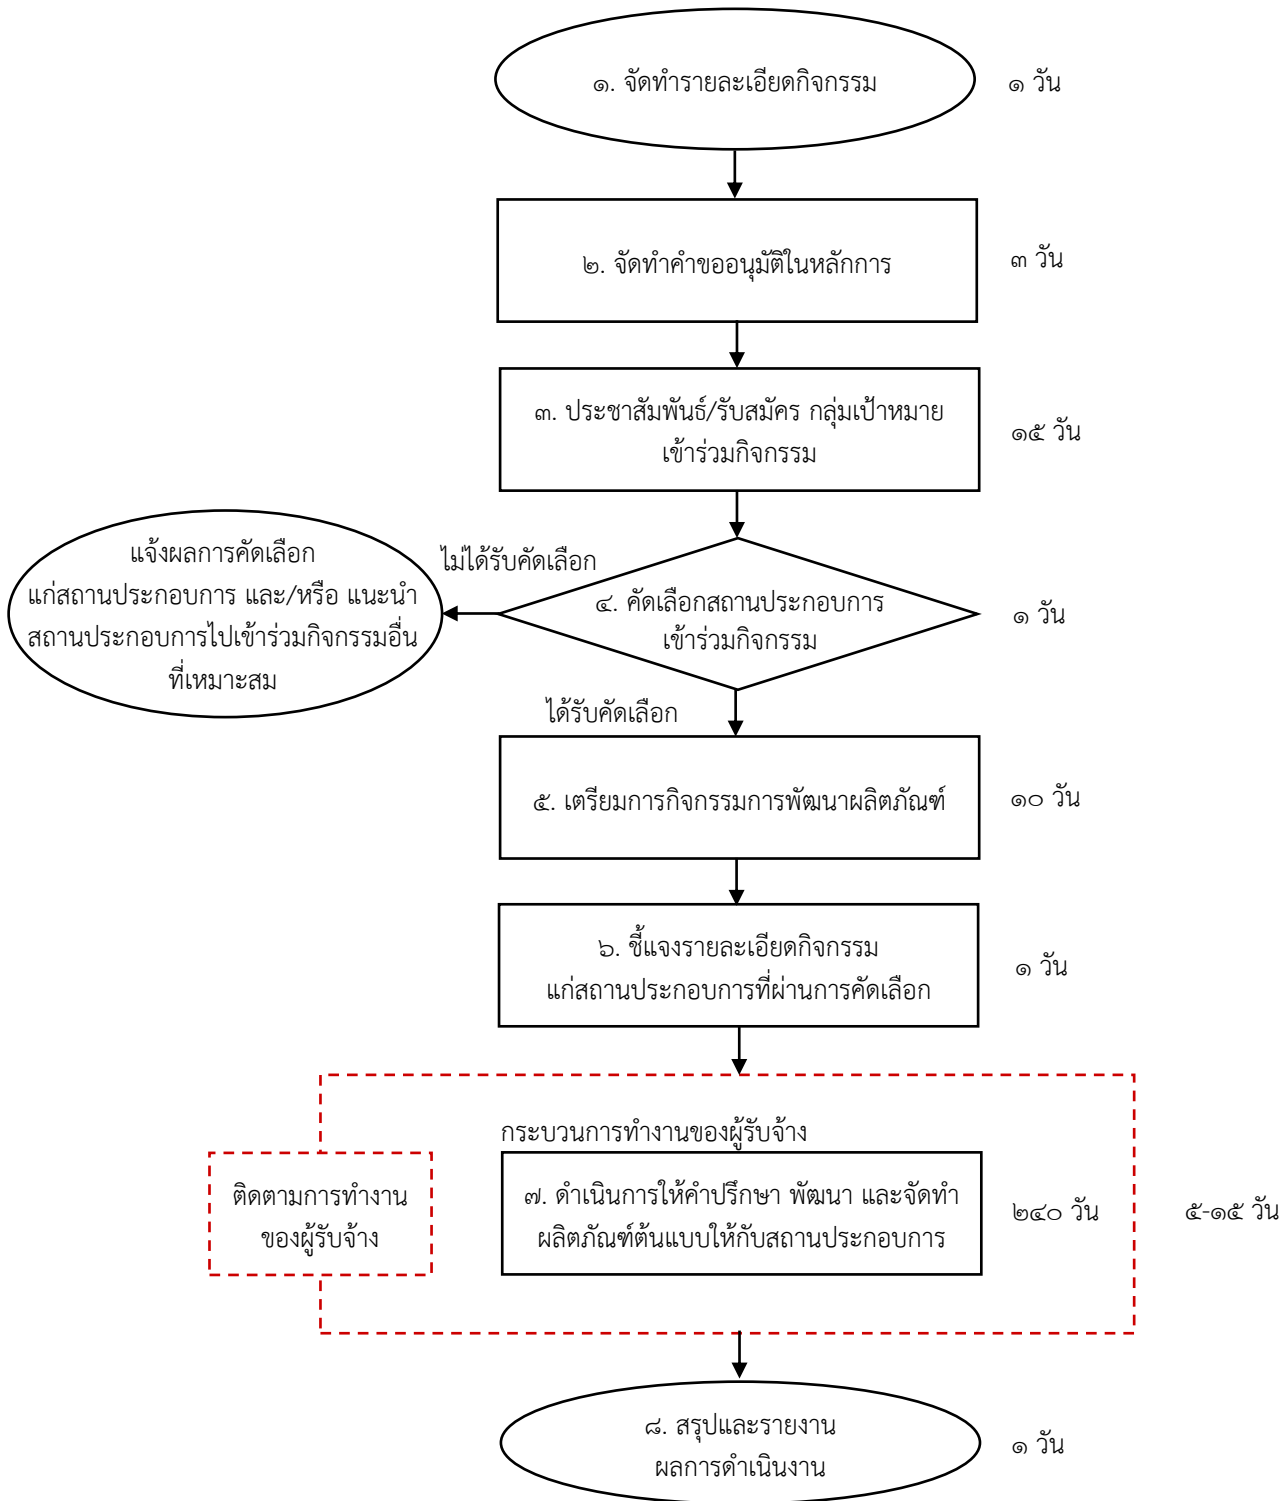 ๑. จัดทำรายละเอียดกิจกรรม
๑ วัน
๒. จัดทำคำขออนุมัติในหลักการ
๓ วัน
๓. ประชาสัมพันธ์/รับสมัคร กลุ่มเป้าหมาย
เข้าร่วมกิจกรรม
๑๕ วัน
แจ้งผลการคัดเลือก
แก่สถานประกอบการ และ/หรือ แนะนำ
สถานประกอบการไปเข้าร่วมกิจกรรมอื่น
ที่เหมาะสม
ไม่ได้รับคัดเลือก
๔. คัดเลือกสถานประกอบการ
เข้าร่วมกิจกรรม
๑ วัน
ได้รับคัดเลือก
๕. เตรียมการกิจกรรมการพัฒนาผลิตภัณฑ์
๑๐ วัน
๖. ชี้แจงรายละเอียดกิจกรรม
แก่สถานประกอบการที่ผ่านการคัดเลือก
๑ วัน
กระบวนการทำงานของผู้รับจ้าง
ติดตามการทำงาน
ของผู้รับจ้าง
๗. ดำเนินการให้คำปรึกษา พัฒนา และจัดทำ
ผลิตภัณฑ์ต้นแบบให้กับสถานประกอบการ
๒๔๐ วัน
๕-๑๕ วัน
๘. สรุปและรายงาน
ผลการดำเนินงาน
๑ วัน